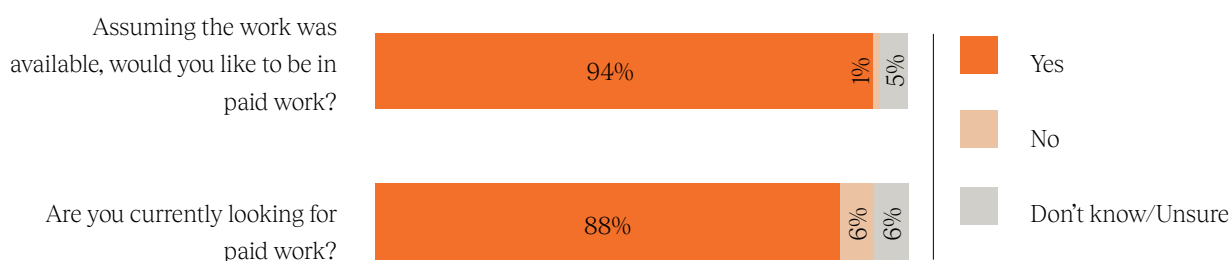 Assuming the work was
available, would you like to be in
paid work?
94%
1%
5%
Are you currently looking for
paid work?
88%
6%
6%
Yes
No
Don’t know/Unsure